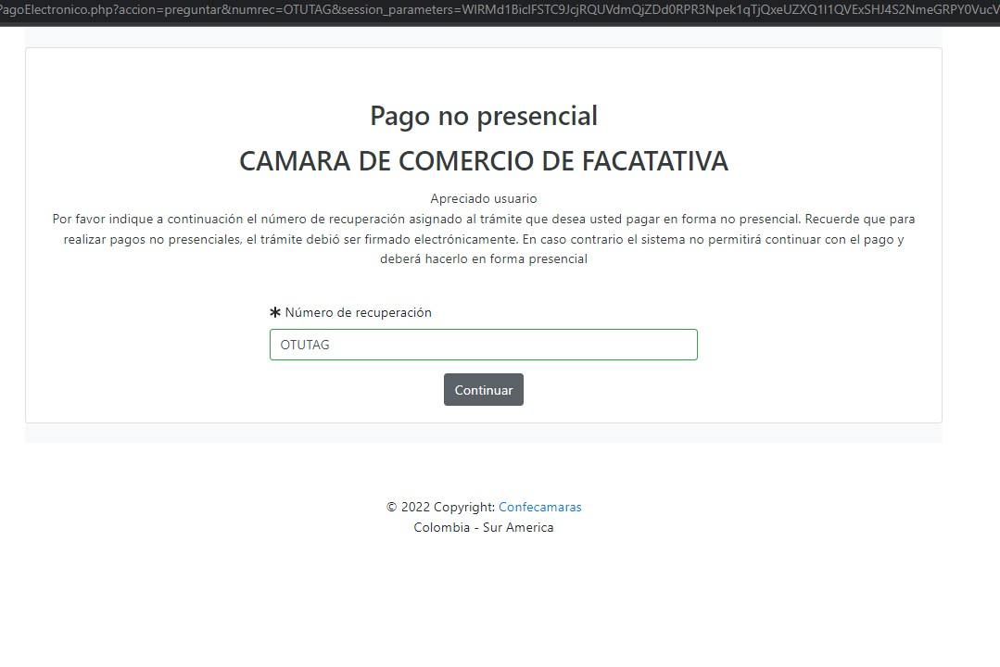 PagoElectronico.php?accion=preguntar&numrec=OTUTAG&session_parameters=
Pago no presencial
CAMARA DE COMERCIO DE FACATATIVA
Apreciado usuario
Por favor indique a continuación el número de recuperación asignado al trámite que desea usted pagar en forma no presencial. Recuerde que para
realizar pagos no presenciales, el trámite debió ser firmado electrónicamente. En caso contrario el sistema no permitirá continuar con el pago y
deberá hacerlo en forma presencial
* Número de recuperación
OTUTAG
Continuar
© 2022 Copyright: Confecamaras
Colombia - Sur America